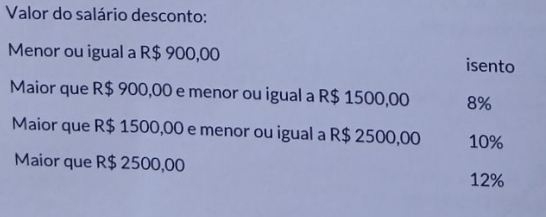 Valor do salário desconto:
Menor ou igual a R$ 900,00 isento
Maior que R$ 900,00 e menor ou igual a R$ 1500,00 8%
Maior que R$ 1500,00 e menor ou igual a R$ 2500,00 10%
Maior que R$ 2500,00 12%